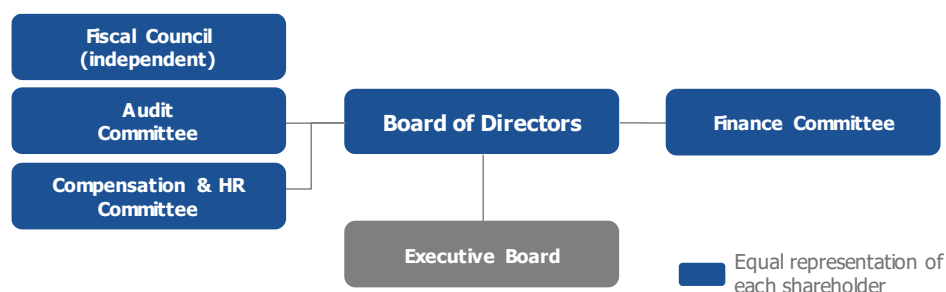 Fiscal Council
(independent)
Audit
Committee
Board of Directors
Finance Committee
Compensation & HR
Committee
Executive Board
Equal representation of
each shareholder